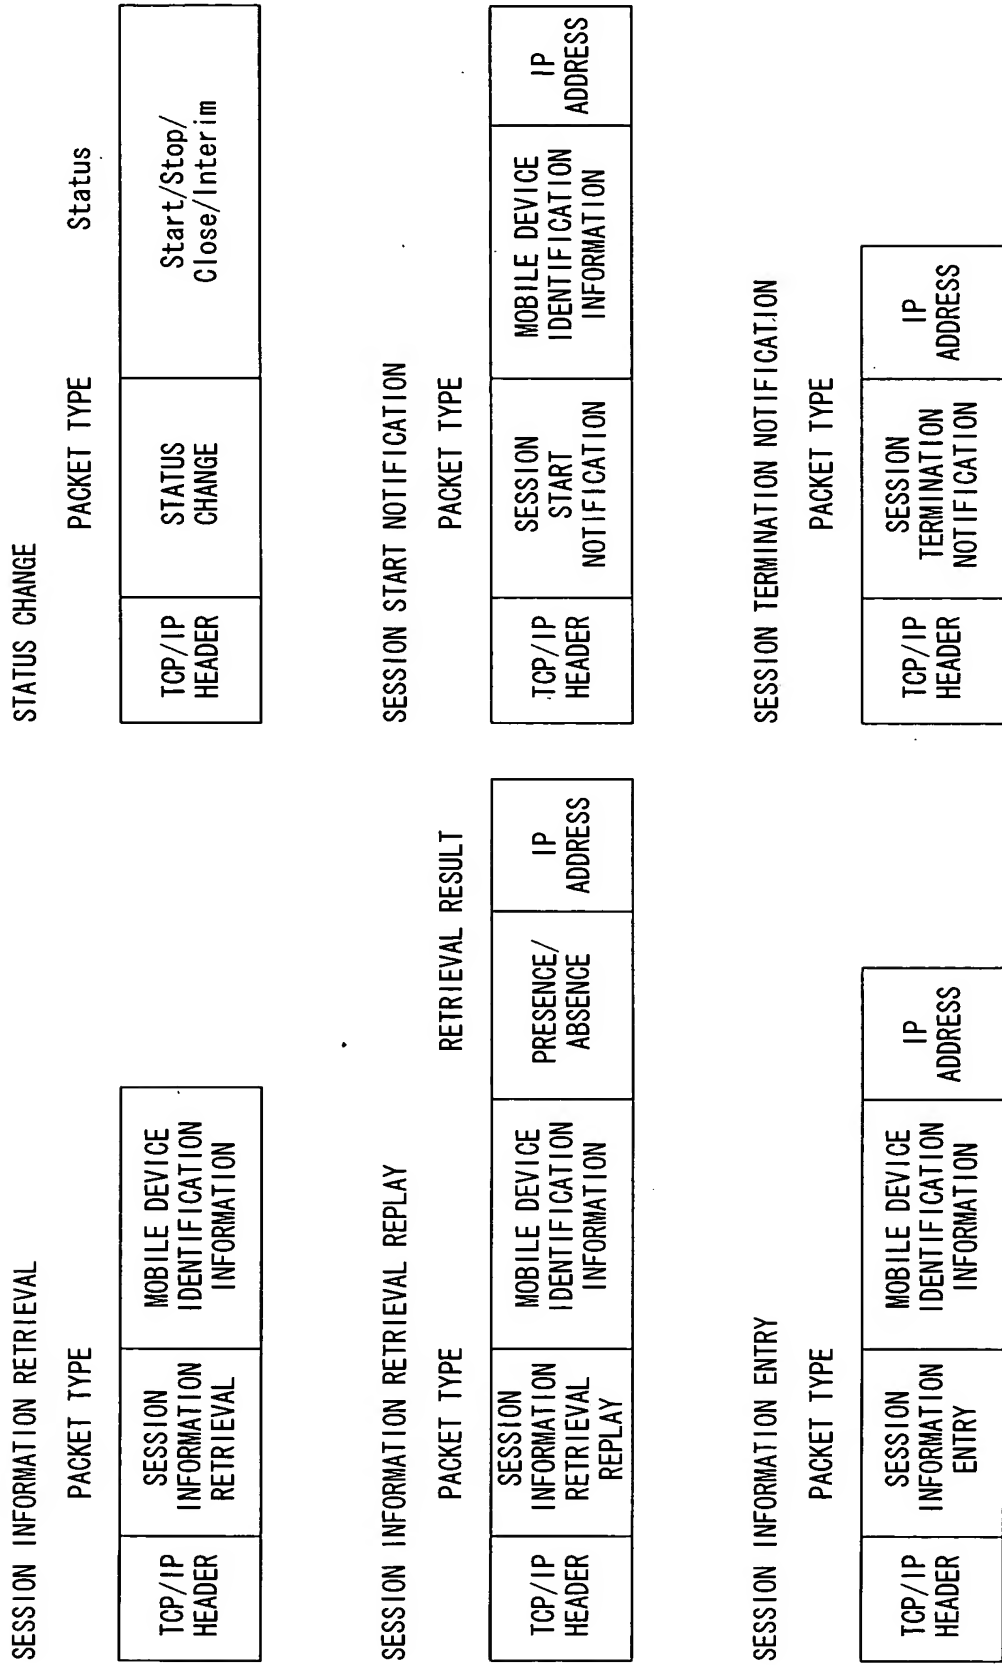 SESSION INFORMATION RETRIEVAL
PACKET TYPE
TCP/IP
HEADER
SESSION
INFORMATION
RETRIEVAL
MOBILE DEVICE
IDENTIFICATION
INFORMATION
SESSION INFORMATION RETRIEVAL REPLAY
PACKET TYPE
RETRIEVAL RESULT
TCP/IP
HEADER
SESSION
INFORMATION
RETRIEVAL
REPLAY
MOBILE DEVICE
IDENTIFICATION
INFORMATION
PRESENCE/
ABSENCE
IP
ADDRESS
SESSION INFORMATION ENTRY
PACKET TYPE
TCP/IP
HEADER
SESSION
INFORMATION
ENTRY
MOBILE DEVICE
IDENTIFICATION
INFORMATION
IP
ADDRESS
STATUS CHANGE
PACKET TYPE
Status
TCP/IP
HEADER
STATUS
CHANGE
Start/Stop/
Close/Interim
SESSION START NOTIFICATION
PACKET TYPE
TCP/IP
HEADER
SESSION
START
NOTIFICATION
MOBILE DEVICE
IDENTIFICATION
INFORMATION
IP
ADDRESS
SESSION TERMINATION NOTIFICATION
PACKET TYPE
TCP/IP
HEADER
SESSION
TERMINATION
NOTIFICATION
IP
ADDRESS